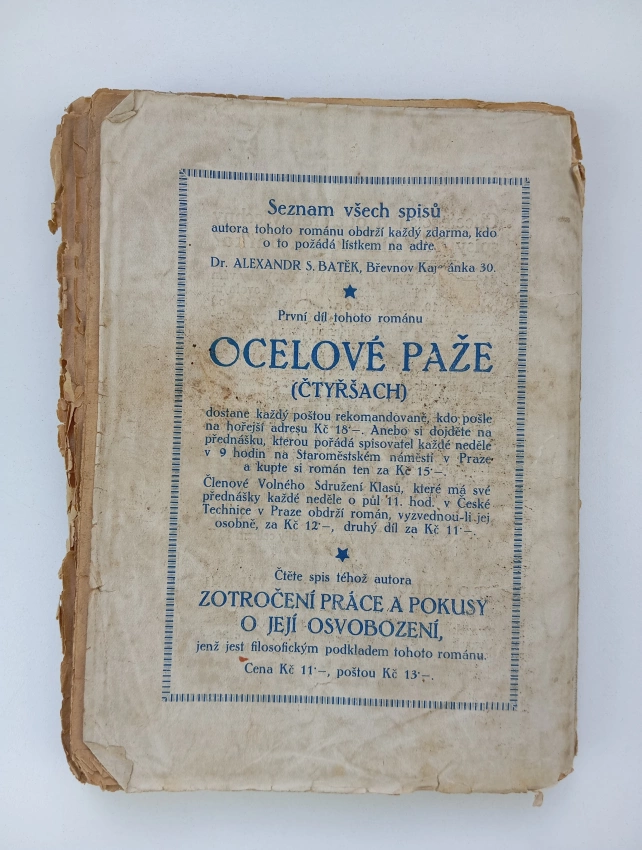 Seznam všech spisů
autora tohoto románu obdrží každý zdarma, kdo
o to požádá lístkem na adře.
Dr. ALEXANDR S. BATĚK, Břevnov 30.
První díl tohoto románu
OCELOVÉ PAŽE
(ČTYŘŠACH)
dostane každý poštou rekomandovaně, kdo pošle
na hořejší adresu Kč 18·–. Anebo si dojděte na
přednášku, kterou pořádá spisovatel každé neděle
v 9 hodin na Staroměstském náměstí v Praze
a kupte si román ten za Kč 15·–.
Členové Volného Sdružení Klasů, které má své
přednášky každé neděle o půl 11. hod. v České
Technice v Praze obdrží román, vyzvednou-li jej
osobně, za Kč 12·–, druhý díl za Kč 11·–.
Čtěte spis téhož autora
ZOTROČENÍ PRÁCE A POKUSY
O JEJÍ OSVOBOZENÍ,
jenž jest filosofickým podkladem tohoto románu.
Cena Kč 11·–, poštou Kč 13·–.